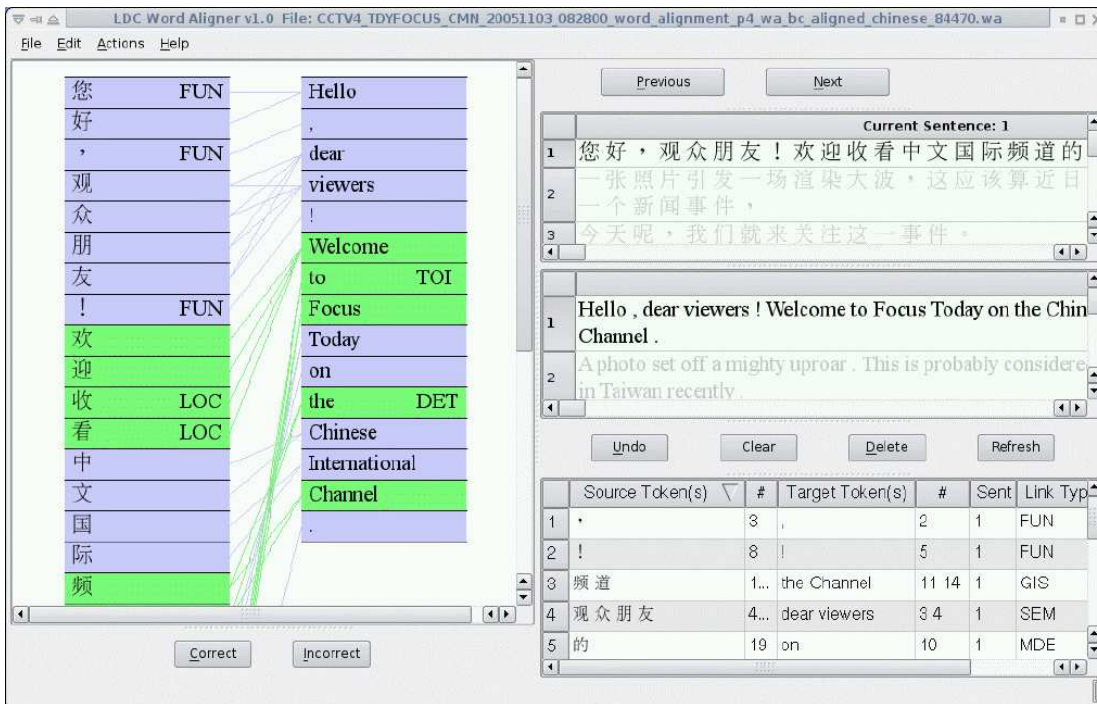 LDC Word Aligner v1.0 File: CCTV4_TDYFOCUS_CMN_20051103_082800_word_alignment_p4_wa_bc_aligned_chinese_84470.wa
File Edit Actions Help
您 FUN
好
， FUN
观
众
朋
友
! FUN
欢
迎
收 LOC
看 LOC
中
文
国
际
频
Hello
,
dear
viewers
!
Welcome
to TOI
Focus
Today
on
the DET
Chinese
International
Channel
.
Correct Incorrect
Previous Next
Current Sentence: 1
1 您好，观众朋友！欢迎收看中文国际频道的
2 一张照片引发一场渲染大波，这应该算近日
一个新闻事件，
3 今天呢，我们就来关注这一事件。
1 Hello , dear viewers ! Welcome to Focus Today on the Chin
Channel .
2 A photo set off a mighty uproar . This is probably considere
in Taiwan recently .
Undo Clear Delete Refresh
Source Token(s) # Target Token(s) # Sent Link Typ
1 ， 3 , 2 1 FUN
2 ! 8 ! 5 1 FUN
3 频道 1... the Channel 11 14 1 GIS
4 观众朋友 4... dear viewers 3 4 1 SEM
5 的 19 on 10 1 MDE